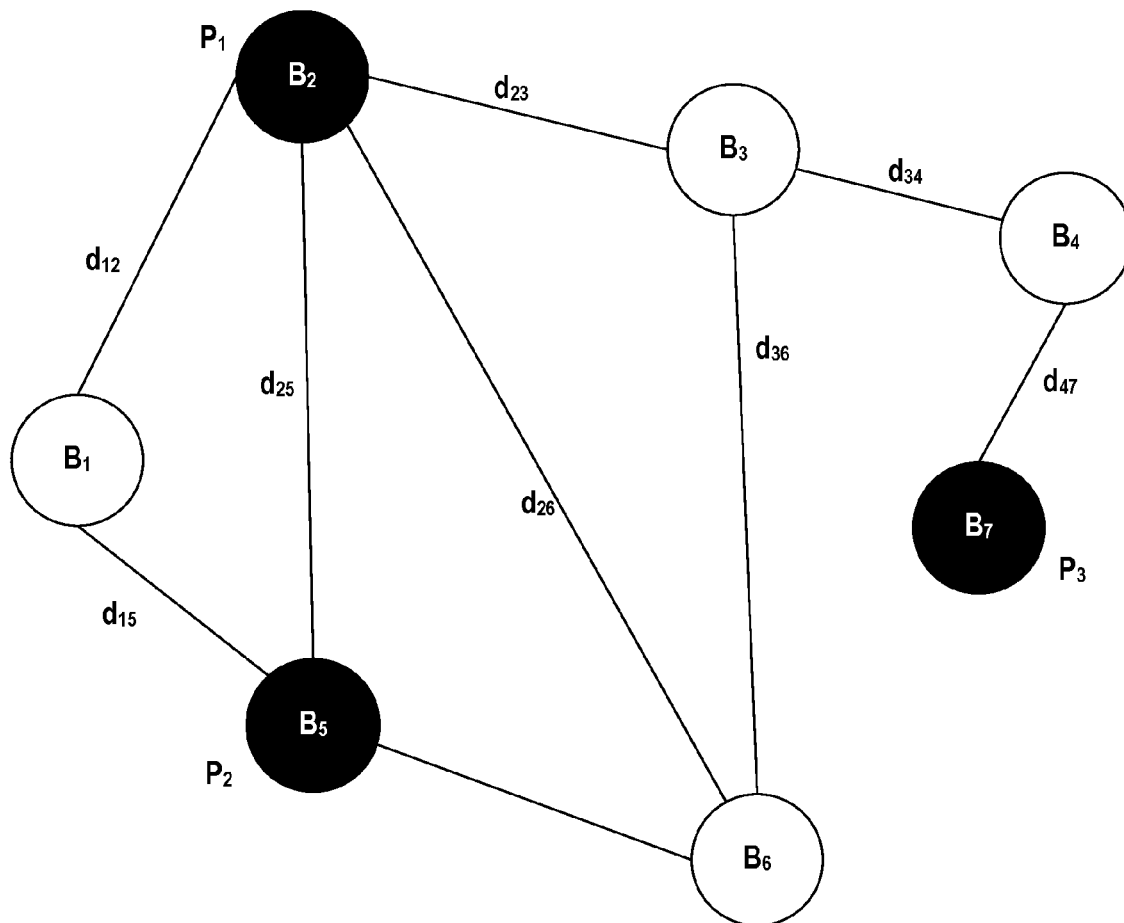 P₁
B₂
d₂₃
B₃
d₃₄
B₄
d₁₂
d₃₆
d₂₅
d₄₇
B₁
d₂₆
B₇
P₃
d₁₅
B₅
P₂
B₆